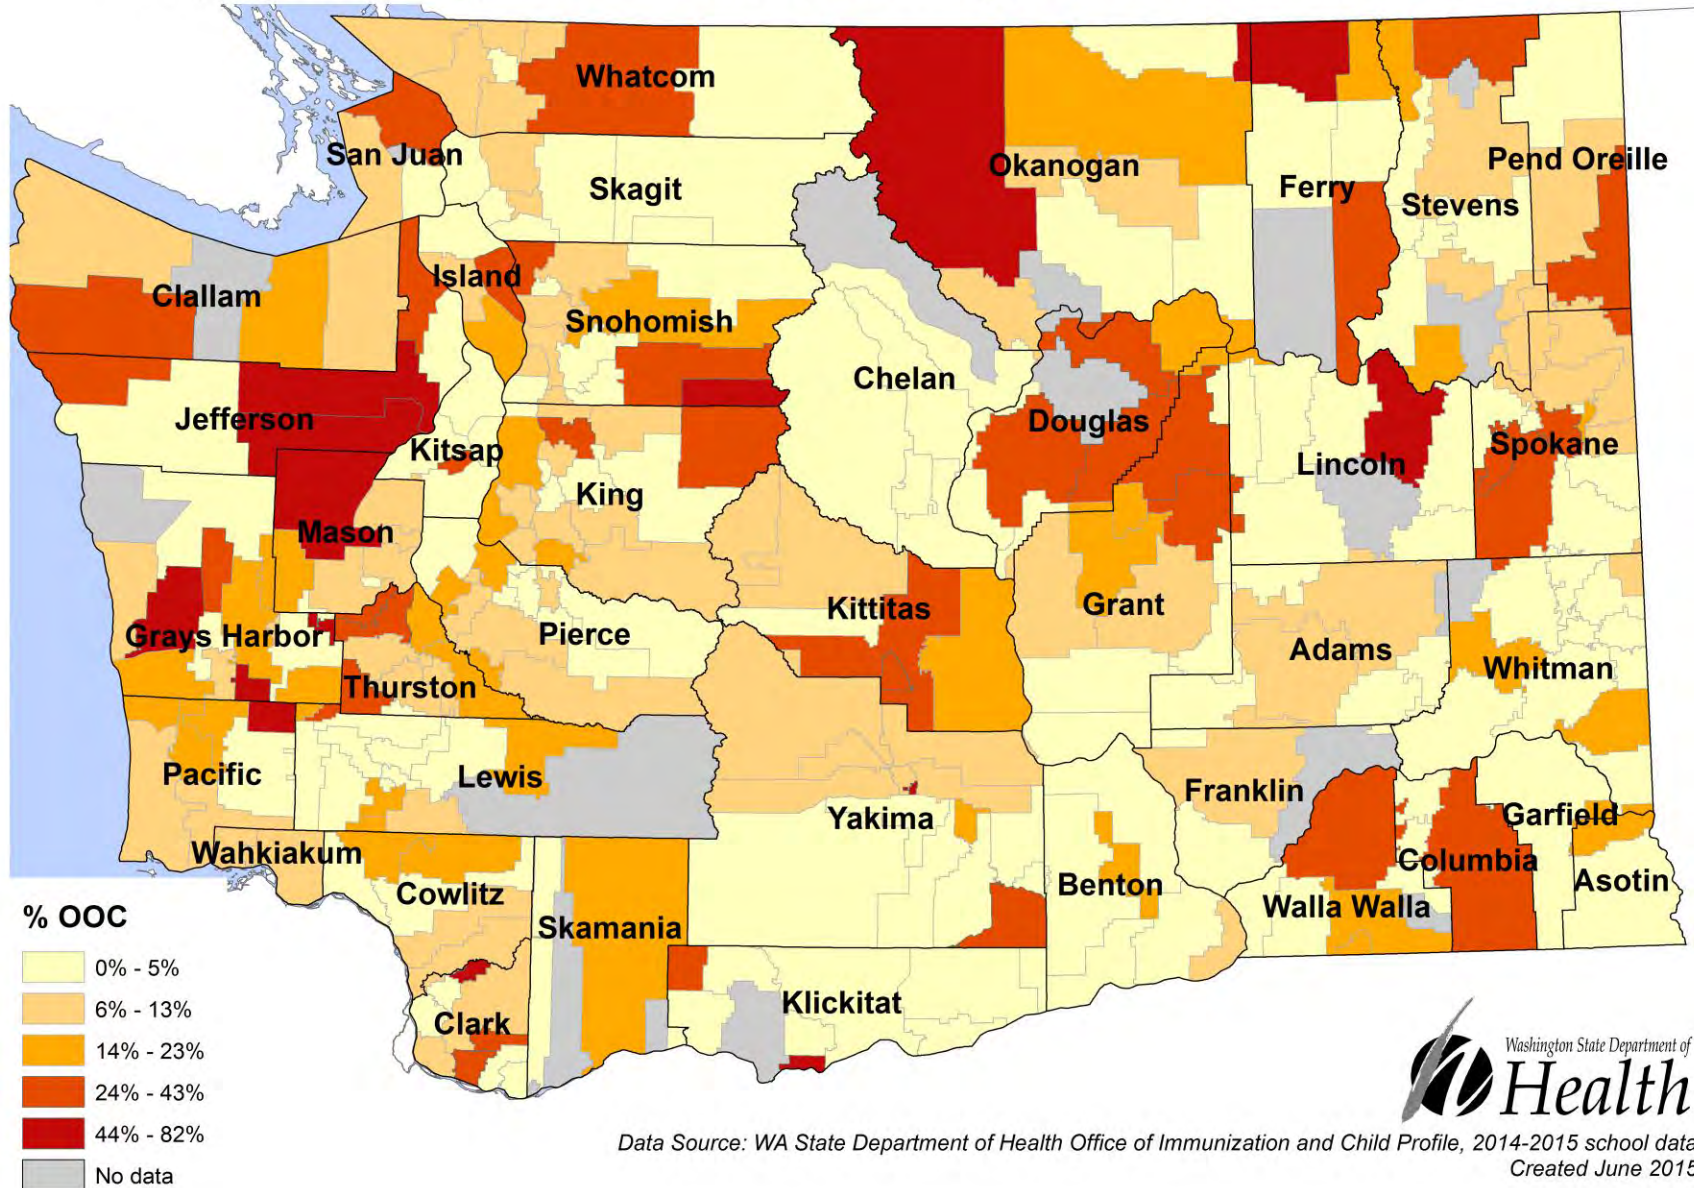 Whatcom
San Juan
Skagit
Okanogan
Ferry
Stevens
Pend Oreille
Clallam
Island
Snohomish
Chelan
Douglas
Jefferson
Kitsap
King
Lincoln
Spokane
Mason
Kittitas
Grant
Grays Harbor
Pierce
Adams
Whitman
Thurston
Pacific
Lewis
Yakima
Franklin
Garfield
Wahkiakum
Cowlitz
Benton
Columbia
Asotin
Walla Walla
Skamania
Klickitat
Clark
% OOC
0% - 5%
6% - 13%
14% - 23%
24% - 43%
44% - 82%
No data
Washington State Department of
Health
Data Source: WA State Department of Health Office of Immunization and Child Profile, 2014-2015 school data
Created June 2015